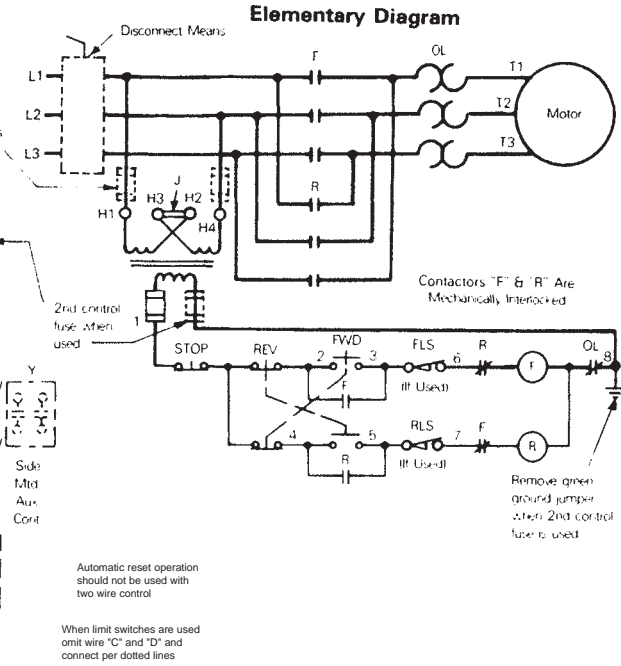 Elementary Diagram
Disconnect Means
L1
L2
L3
F
OL
T1
T2
T3
Motor
R
J
H1
H3
H2
H4
Contactors "F" & "R" Are
Mechanically Interlocked
2nd control
fuse when
used
1
STOP
REV
2
FWD
3
FLS
6
R
F
OL
8
(If Used)
F
4
5
RLS
7
F
R
(If Used)
R
Y
Side
Mtd
Aux
Cont
Remove green
ground jumper
when 2nd control
fuse is used
Automatic reset operation
should not be used with
two wire control
When limit switches are used
omit wire "C" and "D" and
connect per dotted lines